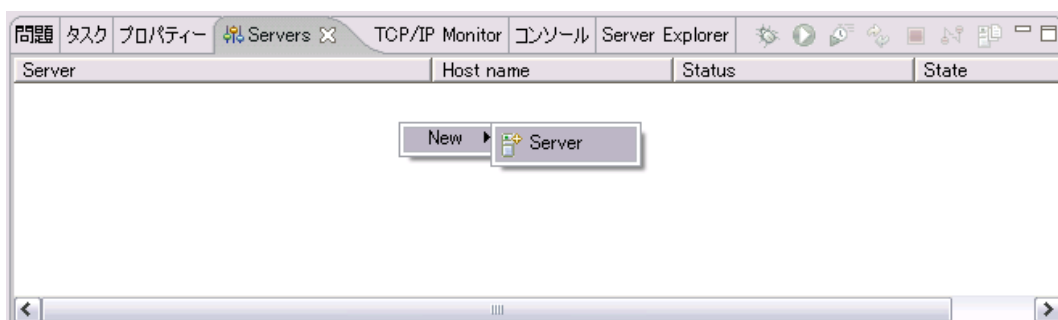 問題 タスク プロパティー Servers TCP/IP Monitor コンソール Server Explorer
Server Host name Status State
New Server